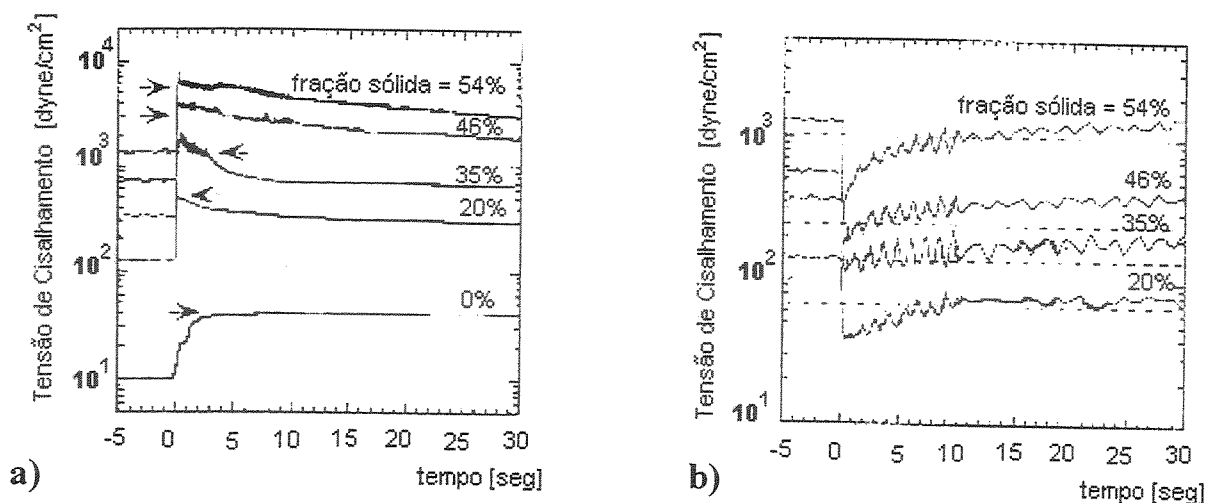 Tensão de Cisalhamento [dyne/cm²]
10⁴
10³
10²
10¹
fração sólida = 54%
46%
35%
20%
0%
-5 0 5 10 15 20 25 30
tempo [seg]
a)
Tensão de Cisalhamento [dyne/cm²]
10³
10²
10¹
fração sólida = 54%
46%
35%
20%
-5 0 5 10 15 20 25 30
tempo [seg]
b)